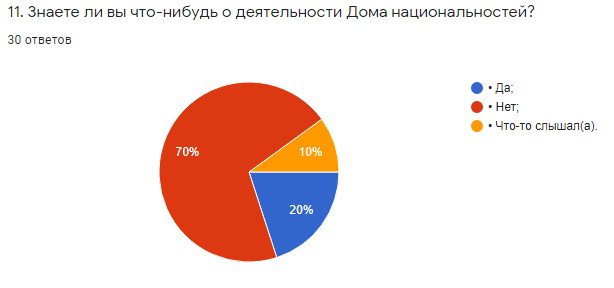 11. Знаете ли вы что-нибудь о деятельности Дома национальностей?
30 ответов
• Да;
• Нет;
• Что-то слышал(а).
70%
10%
20%